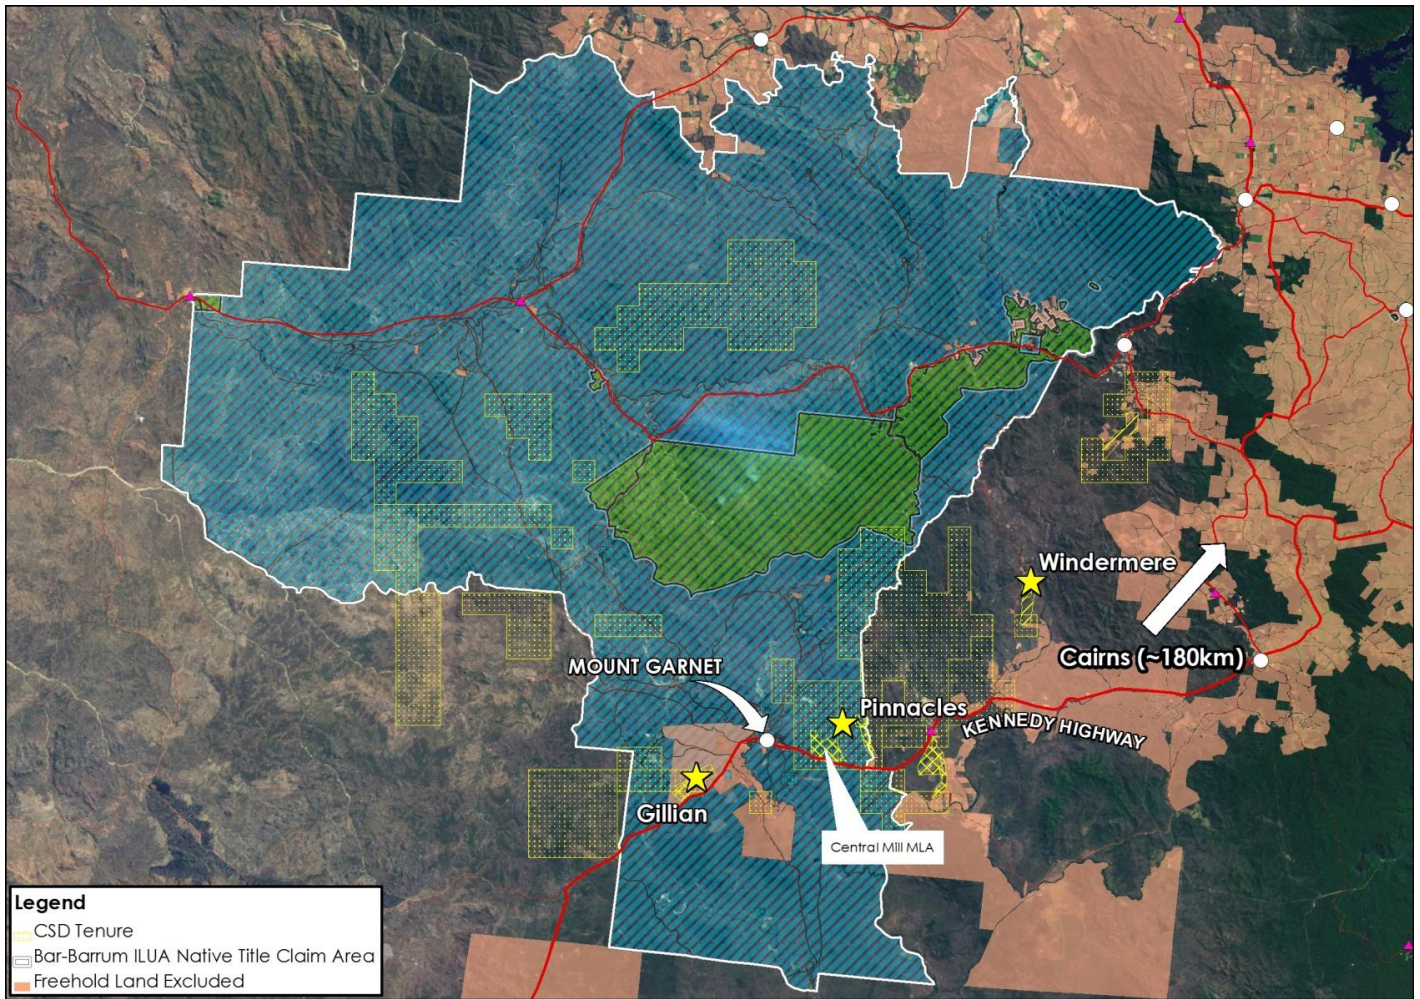 Windermere
Cairns (~180km)
MOUNT GARNET
Pinnacles
KENNEDY HIGHWAY
Gillian
Central Mill MLA
Legend
CSD Tenure
Bar-Barrum ILUA Native Title Claim Area
Freehold Land Excluded